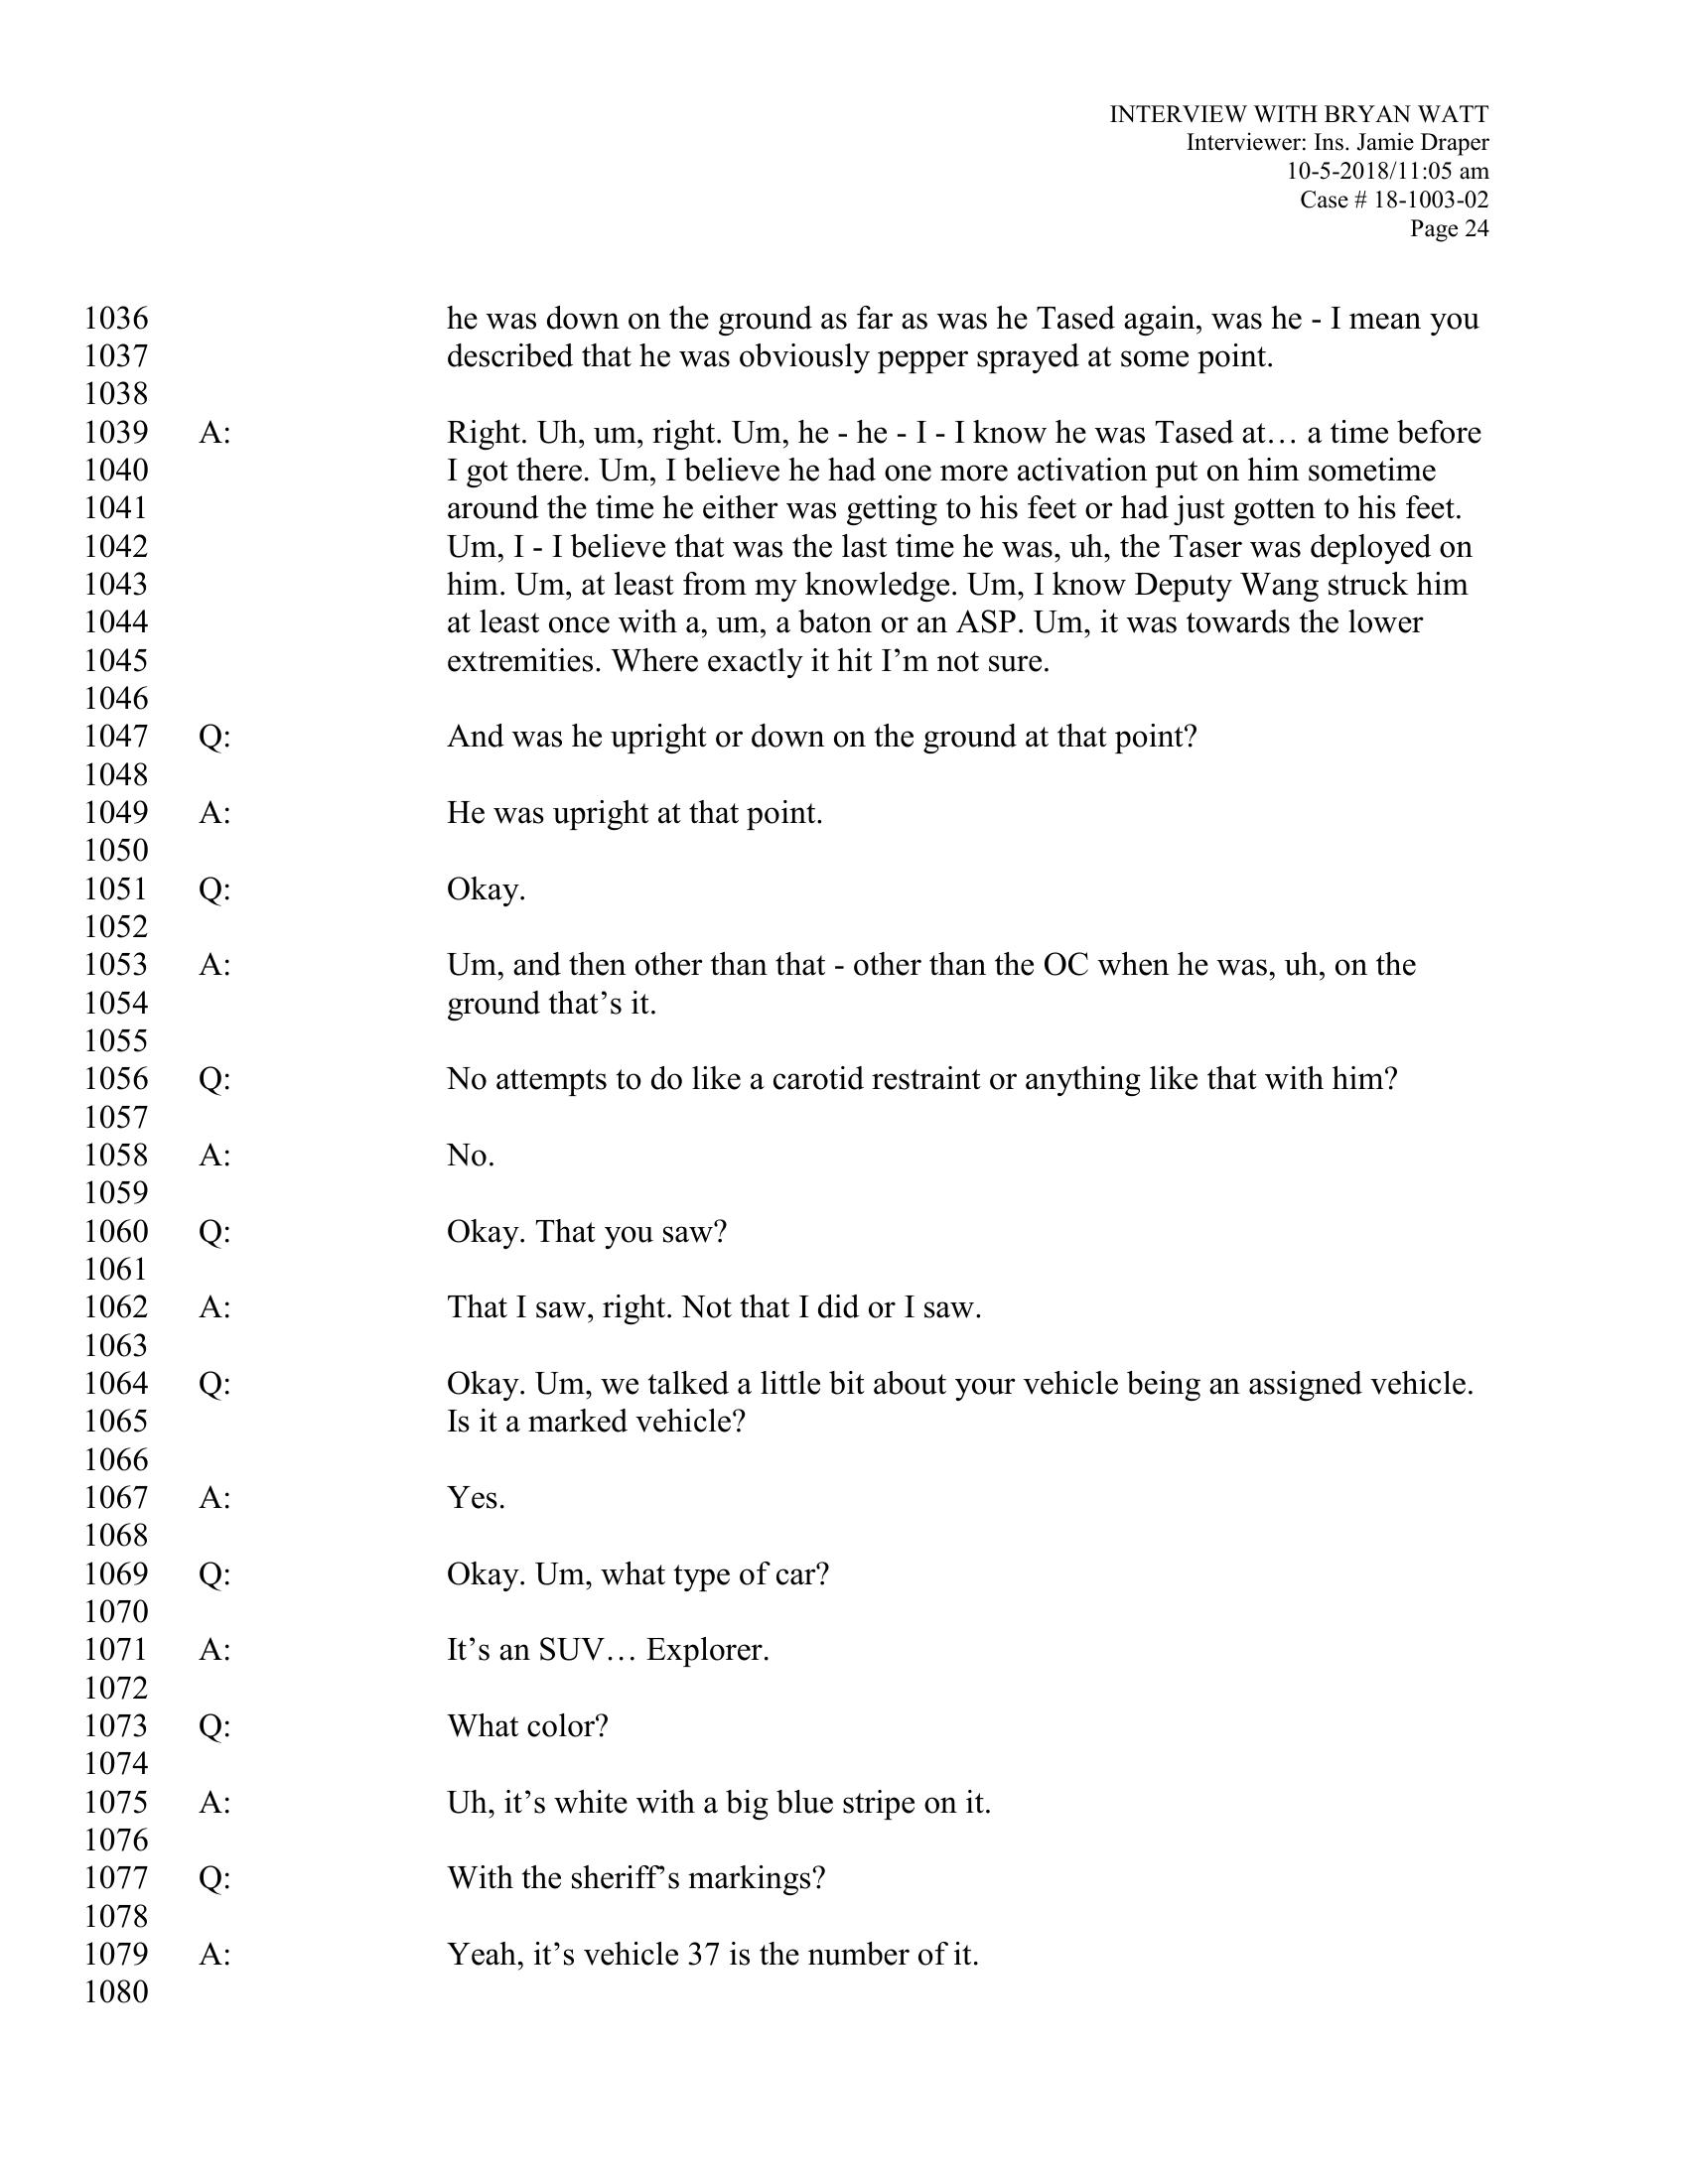 INTERVIEW WITH BRYAN WATT
Interviewer: Ins. Jamie Draper
10-5-2018/11:05 am
Case # 18-1003-02
Page 24
1036 he was down on the ground as far as was he Tased again, was he - I mean you
1037 described that he was obviously pepper sprayed at some point.
1038
1039 A: Right. Uh, um, right. Um, he - he - I - I know he was Tased at… a time before
1040 I got there. Um, I believe he had one more activation put on him sometime
1041 around the time he either was getting to his feet or had just gotten to his feet.
1042 Um, I - I believe that was the last time he was, uh, the Taser was deployed on
1043 him. Um, at least from my knowledge. Um, I know Deputy Wang struck him
1044 at least once with a, um, a baton or an ASP. Um, it was towards the lower
1045 extremities. Where exactly it hit I’m not sure.
1046
1047 Q: And was he upright or down on the ground at that point?
1048
1049 A: He was upright at that point.
1050
1051 Q: Okay.
1052
1053 A: Um, and then other than that - other than the OC when he was, uh, on the
1054 ground that’s it.
1055
1056 Q: No attempts to do like a carotid restraint or anything like that with him?
1057
1058 A: No.
1059
1060 Q: Okay. That you saw?
1061
1062 A: That I saw, right. Not that I did or I saw.
1063
1064 Q: Okay. Um, we talked a little bit about your vehicle being an assigned vehicle.
1065 Is it a marked vehicle?
1066
1067 A: Yes.
1068
1069 Q: Okay. Um, what type of car?
1070
1071 A: It’s an SUV… Explorer.
1072
1073 Q: What color?
1074
1075 A: Uh, it’s white with a big blue stripe on it.
1076
1077 Q: With the sheriff’s markings?
1078
1079 A: Yeah, it’s vehicle 37 is the number of it.
1080